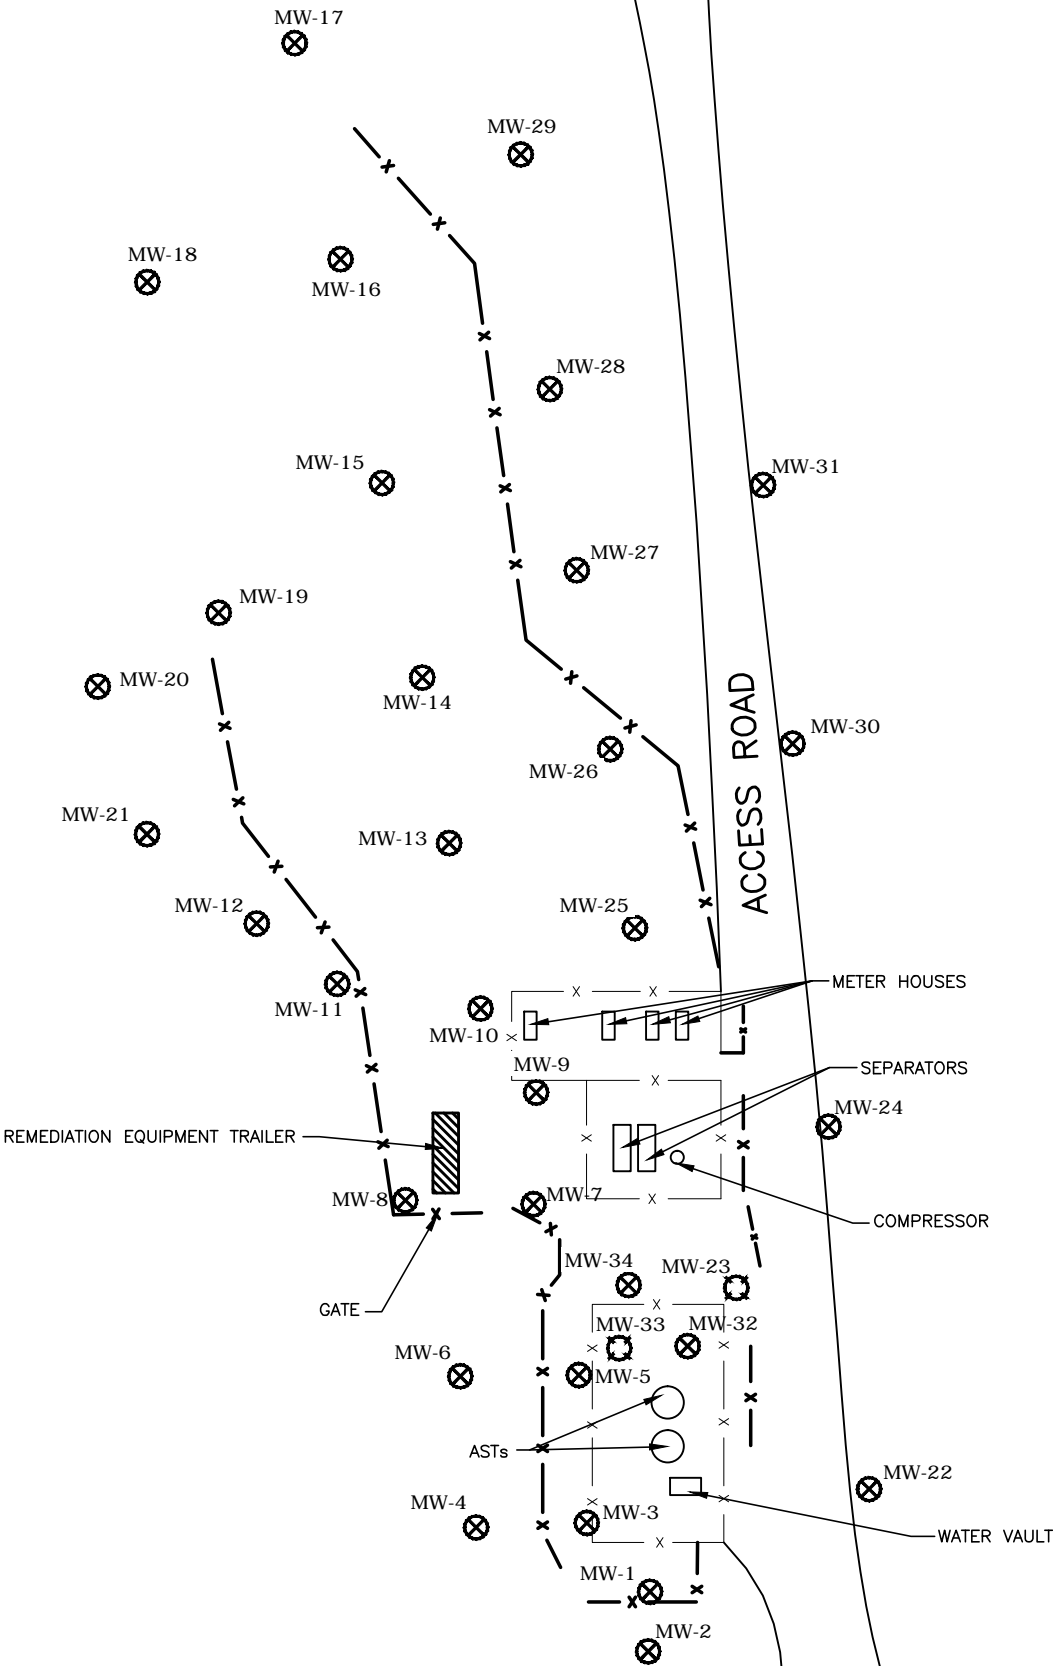 MW-17
MW-29
MW-18
MW-16
MW-28
MW-15
MW-31
MW-27
MW-19
MW-20
MW-14
ACCESS ROAD
MW-30
MW-26
MW-21
MW-13
MW-12
MW-25
METER HOUSES
MW-11
MW-10
MW-9
SEPARATORS
MW-24
REMEDIATION EQUIPMENT TRAILER
MW-8
MW-7
COMPRESSOR
MW-34
MW-23
GATE
MW-33
MW-32
MW-6
MW-5
ASTs
MW-22
MW-4
MW-3
WATER VAULT
MW-1
MW-2